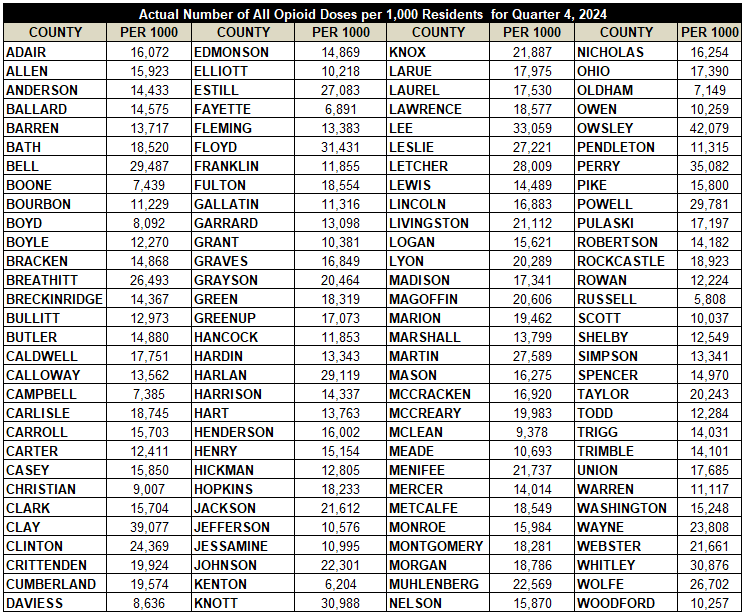 Actual Number of All Opioid Doses per 1,000 Residents for Quarter 4, 2024
COUNTY PER 1000 COUNTY PER 1000 COUNTY PER 1000 COUNTY PER 1000
ADAIR 16,072 EDMONSON 14,869 KNOX 21,887 NICHOLAS 16,254
ALLEN 15,923 ELLIOTT 10,218 LARUE 17,975 OHIO 17,390
ANDERSON 14,433 ESTILL 27,083 LAUREL 17,530 OLDHAM 7,149
BALLARD 14,575 FAYETTE 6,891 LAWRENCE 18,577 OWEN 10,259
BARREN 13,717 FLEMING 13,383 LEE 33,059 OWSLEY 42,079
BATH 18,520 FLOYD 31,431 LESLIE 27,221 PENDLETON 11,315
BELL 29,487 FRANKLIN 11,855 LETCHER 28,009 PERRY 35,082
BOONE 7,439 FULTON 18,554 LEWIS 14,489 PIKE 15,800
BOURBON 11,229 GALLATIN 11,316 LINCOLN 16,883 POWELL 29,781
BOYD 8,092 GARRARD 13,098 LIVINGSTON 21,112 PULASKI 17,197
BOYLE 12,270 GRANT 10,381 LOGAN 15,621 ROBERTSON 14,182
BRACKEN 14,868 GRAVES 16,849 LYON 20,289 ROCKCASTLE 18,923
BREATHITT 26,493 GRAYSON 20,464 MADISON 17,341 ROWAN 12,224
BRECKINRIDGE 14,367 GREEN 18,319 MAGOFFIN 20,606 RUSSELL 5,808
BULLITT 12,973 GREENUP 17,073 MARION 19,462 SCOTT 10,037
BUTLER 14,880 HANCOCK 11,853 MARSHALL 13,799 SHELBY 12,549
CALDWELL 17,751 HARDIN 13,343 MARTIN 27,589 SIMPSON 13,341
CALLOWAY 13,562 HARLAN 29,119 MASON 16,275 SPENCER 14,970
CAMPBELL 7,385 HARRISON 14,337 MCCRACKEN 16,920 TAYLOR 20,243
CARLISLE 18,745 HART 13,763 MCCREARY 19,983 TODD 12,284
CARROLL 15,703 HENDERSON 16,002 MCLEAN 9,378 TRIGG 14,031
CARTER 12,411 HENRY 15,154 MEADE 10,693 TRIMBLE 14,101
CASEY 15,850 HICKMAN 12,805 MENIFEE 21,737 UNION 17,685
CHRISTIAN 9,007 HOPKINS 18,233 MERCER 14,014 WARREN 11,117
CLARK 15,704 JACKSON 21,612 METCALFE 18,549 WASHINGTON 15,248
CLAY 39,077 JEFFERSON 10,576 MONROE 15,984 WAYNE 23,808
CLINTON 24,369 JESSAMINE 10,995 MONTGOMERY 18,281 WEBSTER 21,661
CRITTENDEN 19,924 JOHNSON 22,301 MORGAN 18,786 WHITLEY 30,876
CUMBERLAND 19,574 KENTON 6,204 MUHLENBERG 22,569 WOLFE 26,702
DAVIESS 8,636 KNOTT 30,988 NELSON 15,870 WOODFORD 10,257